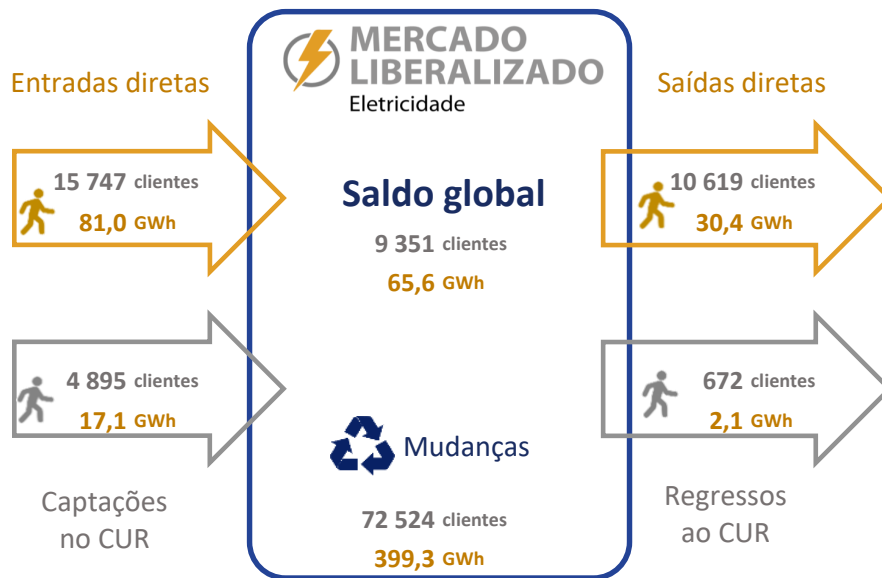 MERCADO
LIBERALIZADO
Eletricidade
Entradas diretas
15 747 clientes
81,0 GWh
4 895 clientes
17,1 GWh
Captações
no CUR
Saldo global
9 351 clientes
65,6 GWh
Mudanças
72 524 clientes
399,3 GWh
Saídas diretas
10 619 clientes
30,4 GWh
672 clientes
2,1 GWh
Regressos
ao CUR